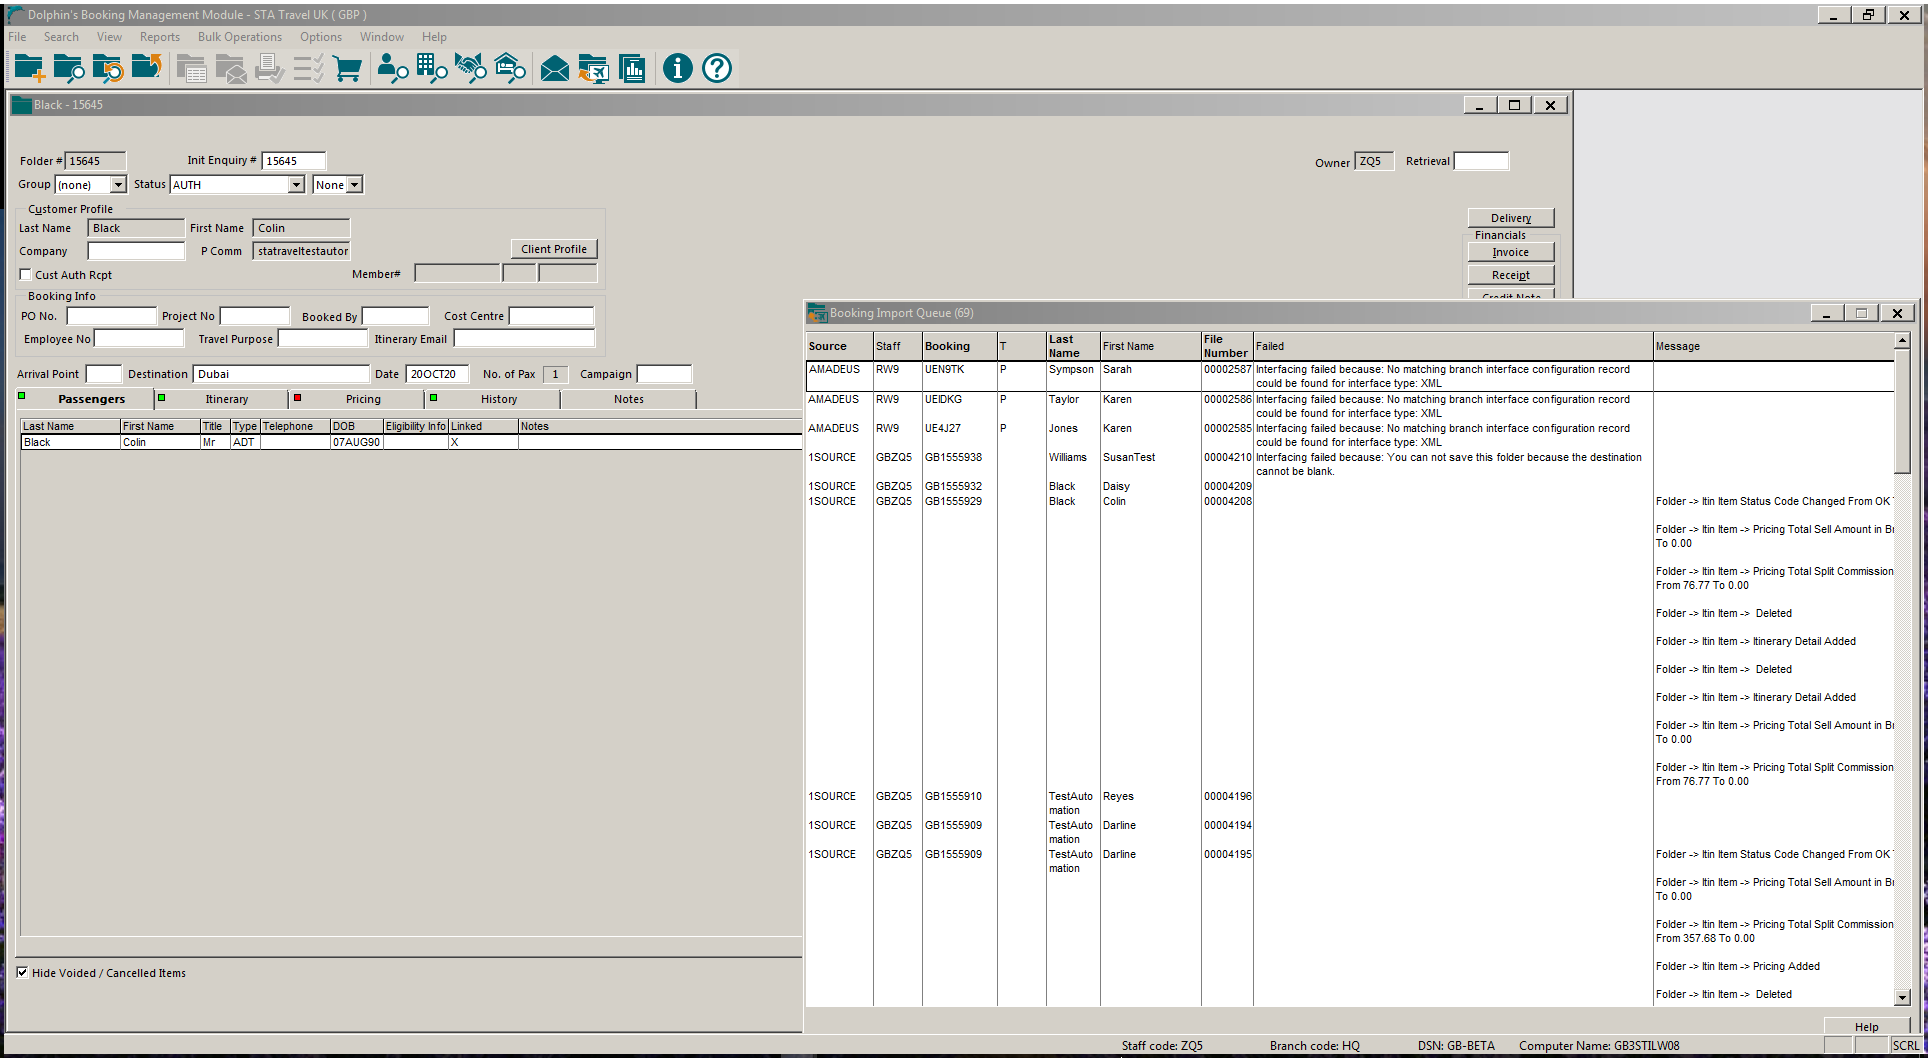 Dolphin's Booking Management Module - STA Travel UK ( GBP )
File Search View Reports Bulk Operations Options Window Help
Black - 15645
Folder # 15645 Init Enquiry # 15645 Owner ZQ5 Retrieval
Group (none) Status AUTH None
Customer Profile
Last Name Black First Name Colin
Company P Comm statraveltestautor Client Profile
Cust Auth Rcpt Member#
Delivery
Financials
Invoice
Receipt
Credit Note
Booking Info
PO No. Project No Booked By Cost Centre
Employee No Travel Purpose Itinerary Email
Arrival Point Destination Dubai Date 20OCT20 No. of Pax 1 Campaign
Passengers Itinerary Pricing History Notes
Last Name First Name Title Type Telephone DOB Eligibility Info Linked Notes
Black Colin Mr ADT 07AUG90 X
Hide Voided / Cancelled Items
Booking Import Queue (69)
Source Staff Booking T Last Name First Name File Number Failed Message
AMADEUS RW9 UEN9TK P Sympson Sarah 00002587 Interfacing failed because: No matching branch interface configuration record
could be found for interface type: XML
AMADEUS RW9 UEIDKG P Taylor Karen 00002586 Interfacing failed because: No matching branch interface configuration record
could be found for interface type: XML
AMADEUS RW9 UE4J27 P Jones Karen 00002585 Interfacing failed because: No matching branch interface configuration record
could be found for interface type: XML
1SOURCE GBZQ5 GB1555938 Williams SusanTest 00004210 Interfacing failed because: You can not save this folder because the destination
cannot be blank.
1SOURCE GBZQ5 GB1555932 Black Daisy 00004209
1SOURCE GBZQ5 GB1555929 Black Colin 00004208 Folder -> Itin Item Status Code Changed From OK
Folder -> Itin Item -> Pricing Total Sell Amount in
To 0.00
Folder -> Itin Item -> Pricing Total Split Commission
From 76.77 To 0.00
Folder -> Itin Item -> Deleted
Folder -> Itin Item -> Itinerary Detail Added
Folder -> Itin Item -> Deleted
Folder -> Itin Item -> Itinerary Detail Added
Folder -> Itin Item -> Pricing Total Sell Amount in
To 0.00
Folder -> Itin Item -> Pricing Total Split Commission
From 76.77 To 0.00
1SOURCE GBZQ5 GB1555910 TestAuto Reyes 00004196
mation
1SOURCE GBZQ5 GB1555909 TestAuto Darline 00004194
mation
1SOURCE GBZQ5 GB1555909 TestAuto Darline 00004195 Folder -> Itin Item Status Code Changed From OK
mation
Folder -> Itin Item -> Pricing Total Sell Amount in
To 0.00
Folder -> Itin Item -> Pricing Total Split Commission
From 357.68 To 0.00
Folder -> Itin Item -> Pricing Added
Folder -> Itin Item -> Deleted
Help
Staff code: ZQ5 Branch code: HQ DSN: GB-BETA Computer Name: GB3STILW08 SCRL